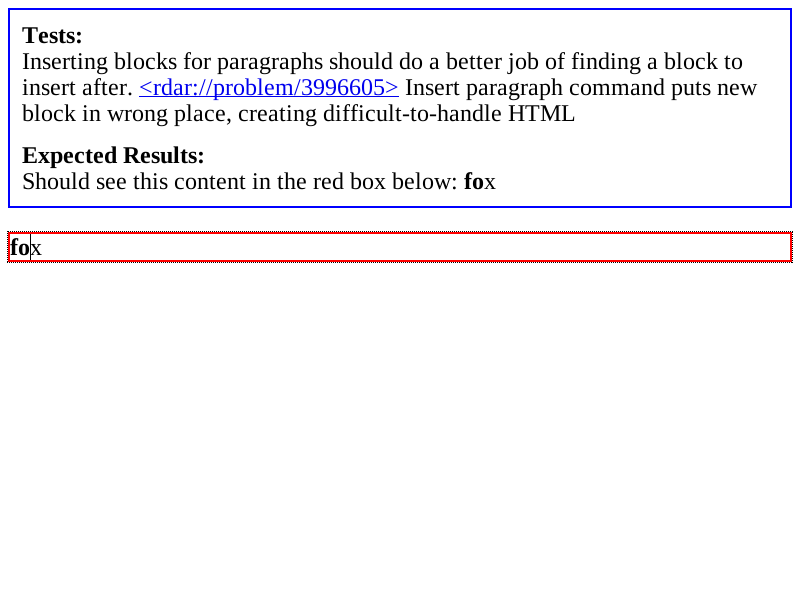 Tests:
Inserting blocks for paragraphs should do a better job of finding a block to
insert after. <rdar://problem/3996605> Insert paragraph command puts new
block in wrong place, creating difficult-to-handle HTML
Expected Results:
Should see this content in the red box below: fox
fox